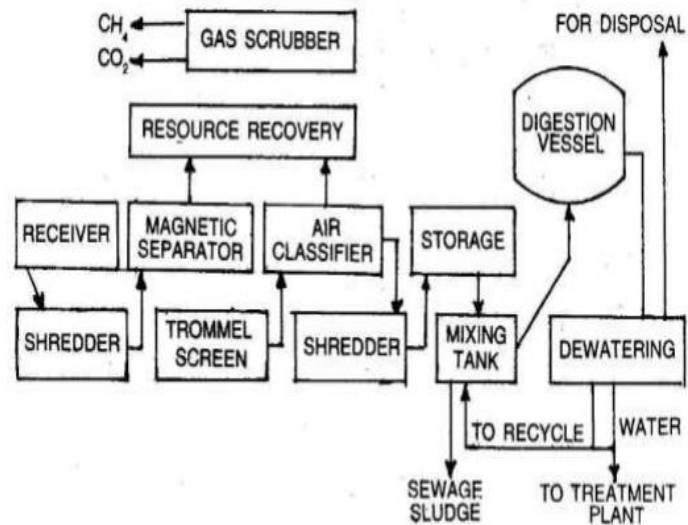 CH₄
CO₂
GAS SCRUBBER
FOR DISPOSAL
RESOURCE RECOVERY
DIGESTION
VESSEL
RECEIVER
MAGNETIC
SEPARATOR
AIR
CLASSIFIER
STORAGE
SHREDDER
TROMMEL
SCREEN
SHREDDER
MIXING
TANK
DEWATERING
TO RECYCLE
WATER
SEWAGE
SLUDGE
TO TREATMENT
PLANT